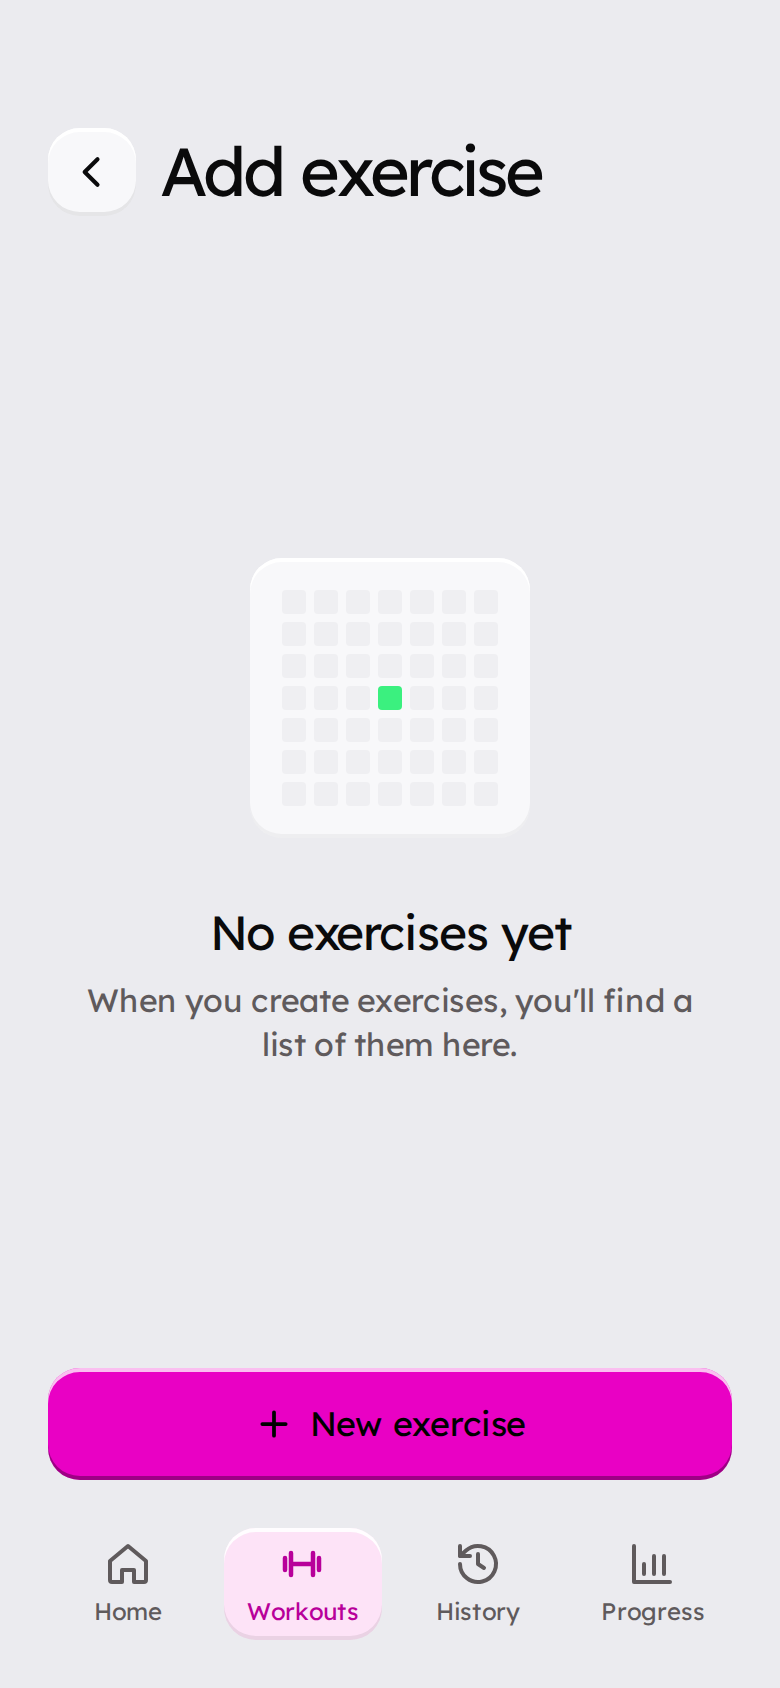 Add exercise
No exercises yet
When you create exercises, you'll find a
list of them here.
New exercise
Home
Workouts
History
Progress